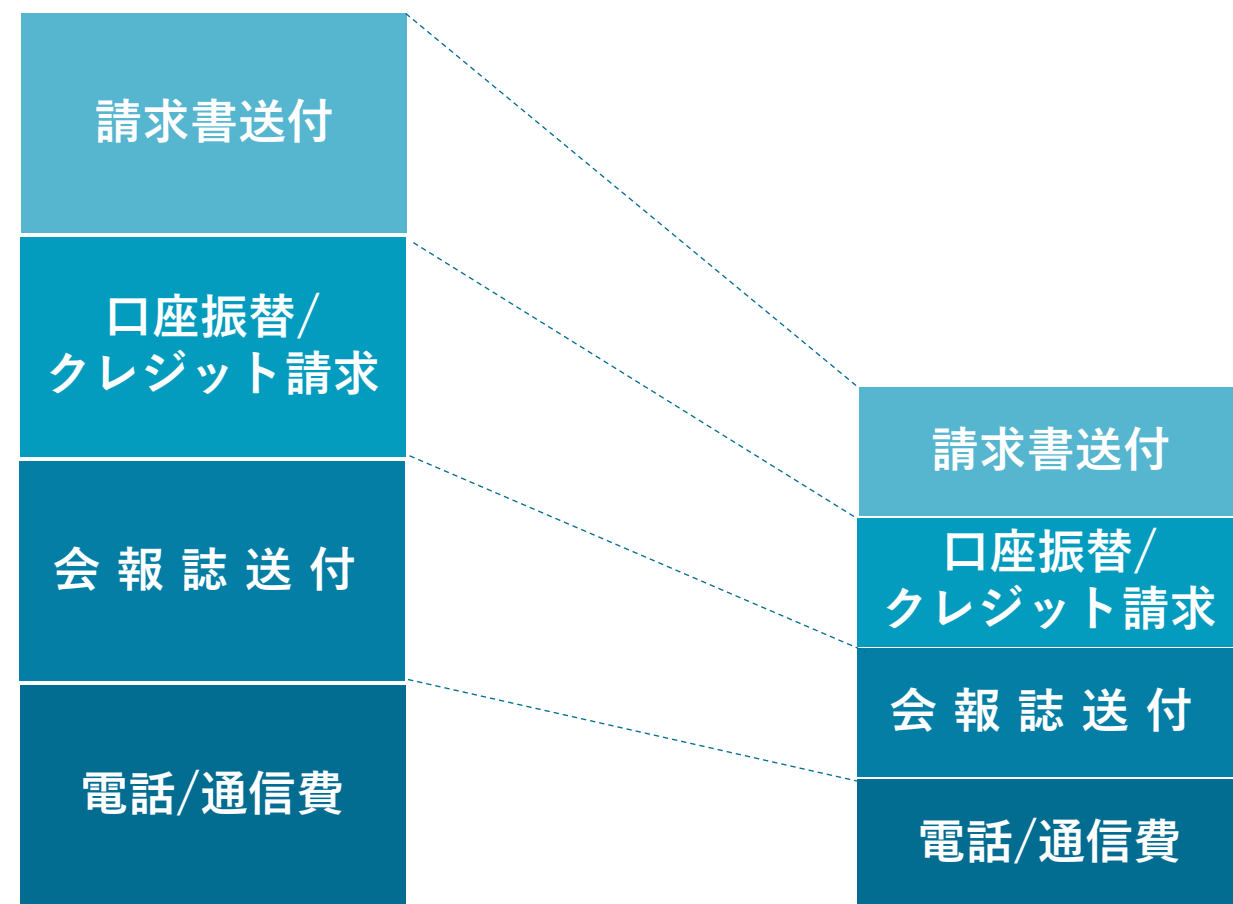 請求書送付
口座振替/
クレジット請求
会報誌送付
電話/通信費
請求書送付
口座振替/
クレジット請求
会報誌送付
電話/通信費